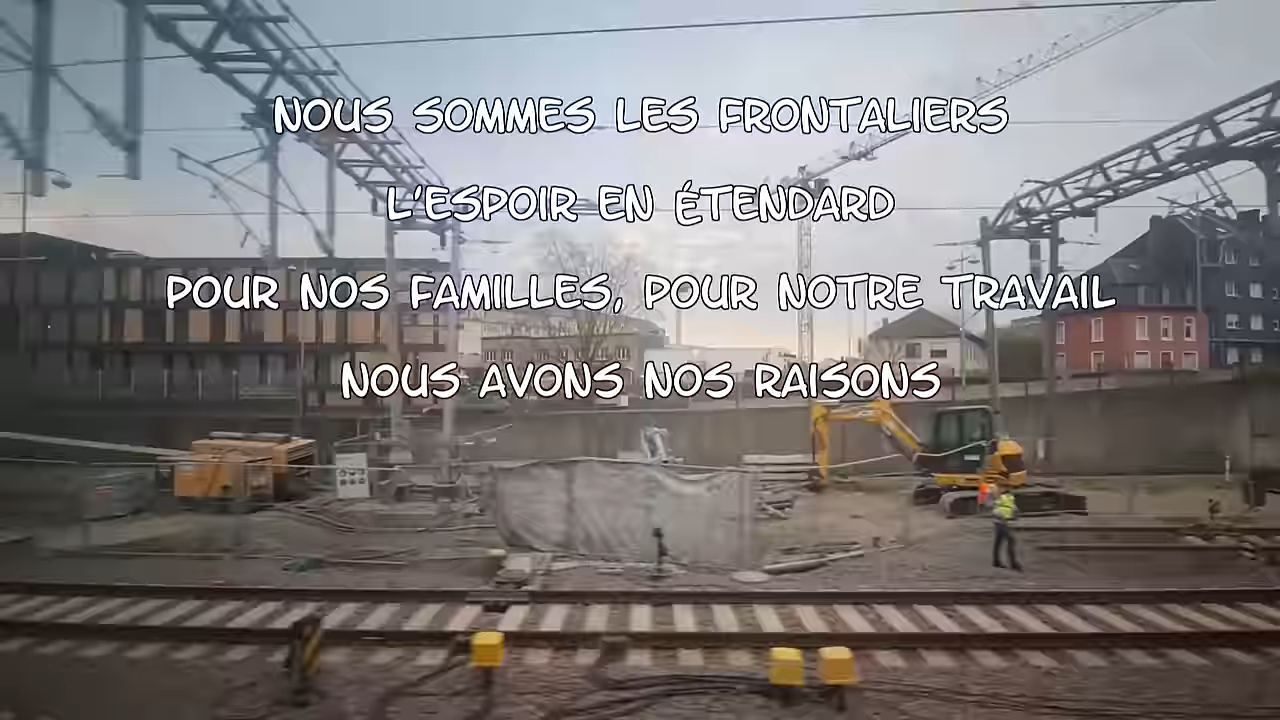 NOUS SOMMES LES FRONTALIERS
L'ESPOIR EN ÉTENDARD
POUR NOS FAMILLES, POUR NOTRE TRAVAIL
NOUS AVONS NOS RAISONS